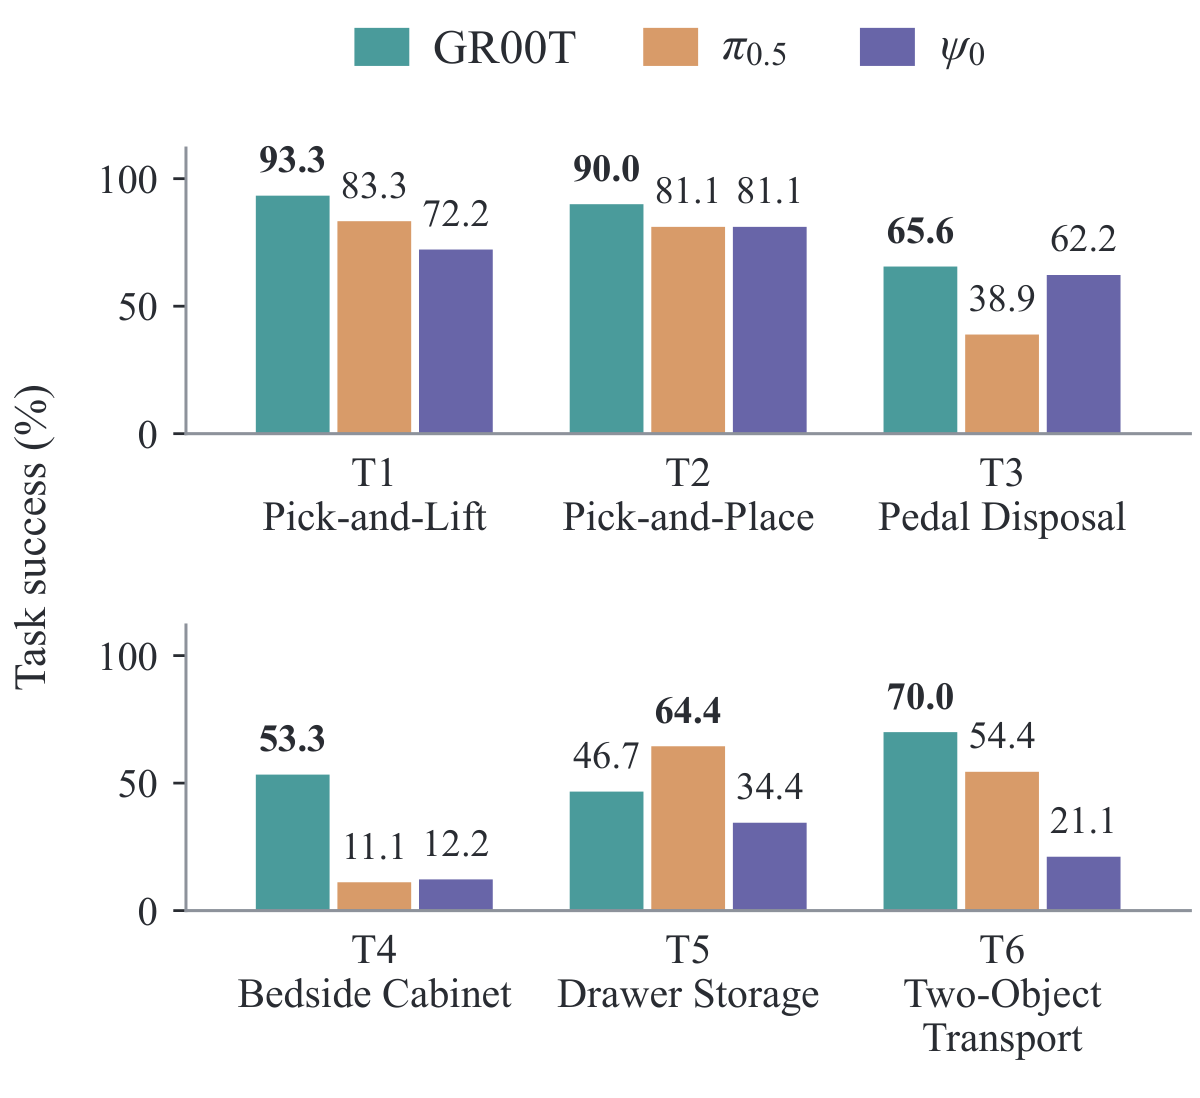 GR00T π0.5 ψ0
Task success (%)
93.3 83.3 72.2 90.0 81.1 81.1 65.6 38.9 62.2
100
50
0
T1 T2 T3
Pick-and-Lift Pick-and-Place Pedal Disposal
53.3 11.1 12.2 46.7 64.4 34.4 70.0 54.4 21.1
100
50
0
T4 T5 T6
Bedside Cabinet Drawer Storage Two-Object
Transport